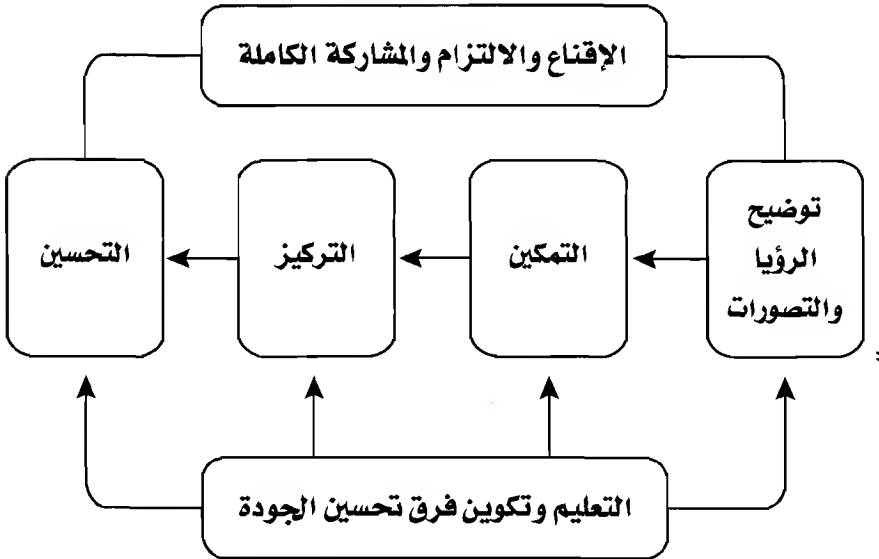 الإقناع والالتزام والمشاركة الكاملة
توضيح
الرؤيا
والتصورات
التمكين
التركيز
التحسين
التعليم وتكوين فرق تحسين الجودة